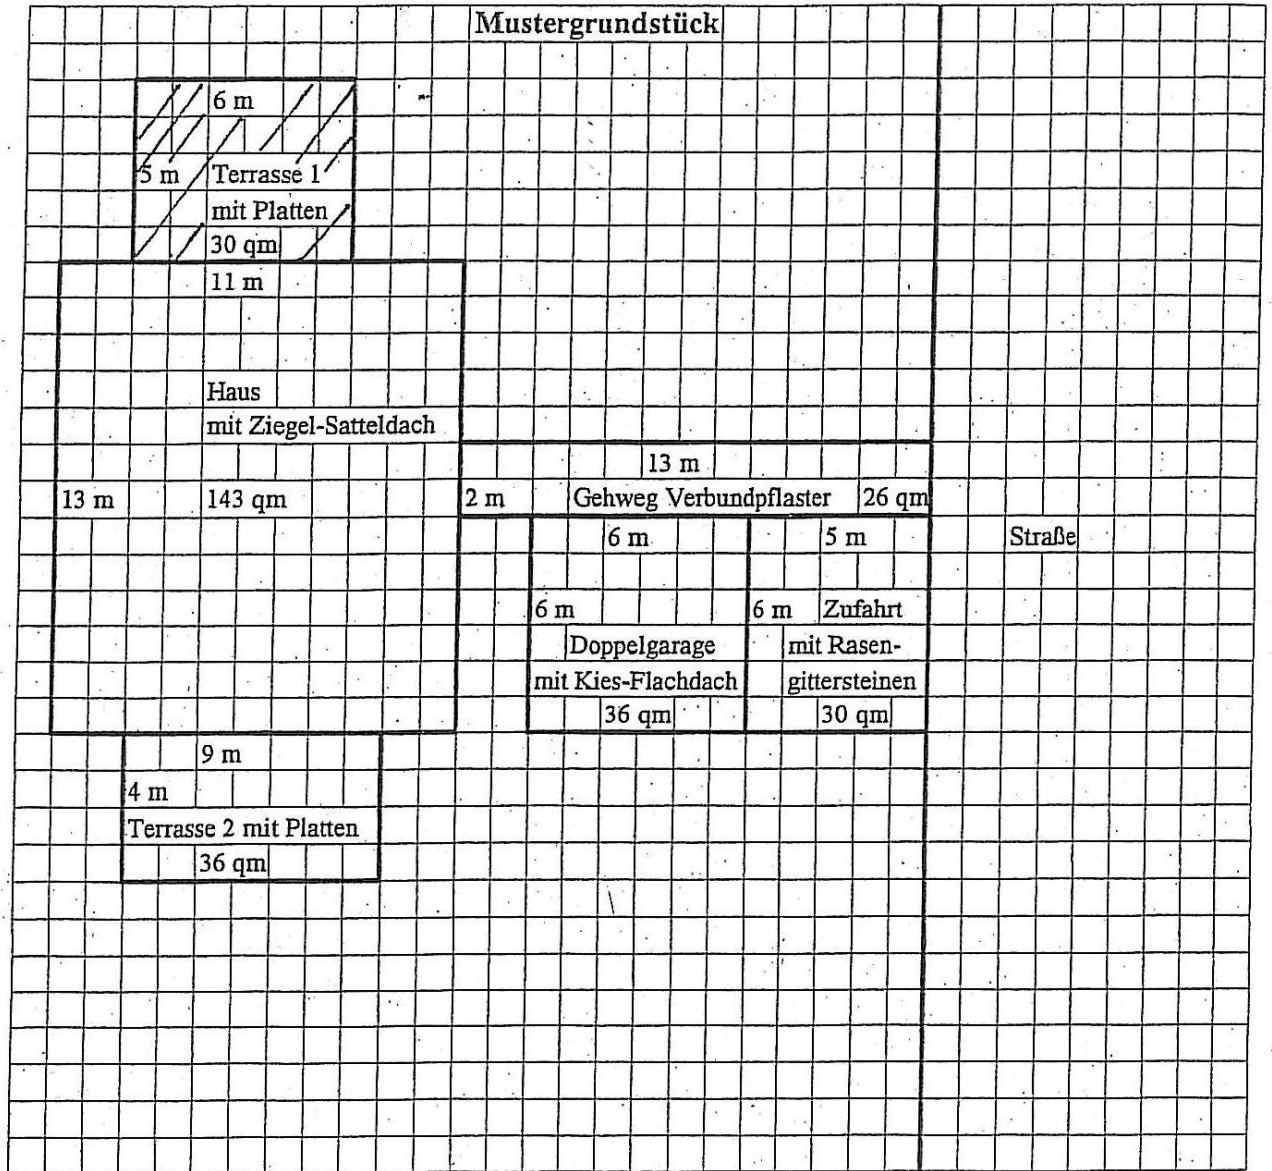 Mustergrundstück
6 m
5 m Terrasse 1
mit Platten
30 qm
11 m
Haus
mit Ziegel-Satteldach
13 m
13 m 143 qm
2 m Gehweg Verbundpflaster 26 qm
6 m 5 m Straße
6 m 6 m Zufahrt
Doppelgarage mit Rasen-
mit Kies-Flachdach gittersteinen
36 qm 30 qm
9 m
4 m
Terrasse 2 mit Platten
36 qm